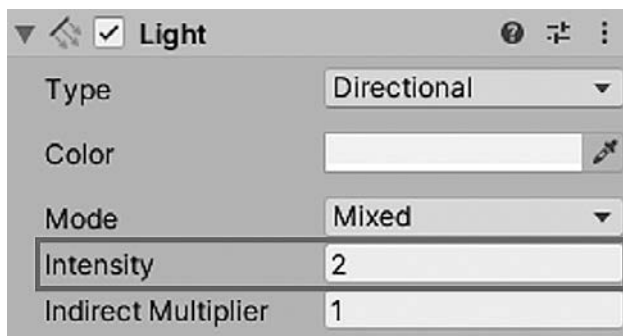 Light
Type Directional
Color
Mode Mixed
Intensity 2
Indirect Multiplier 1